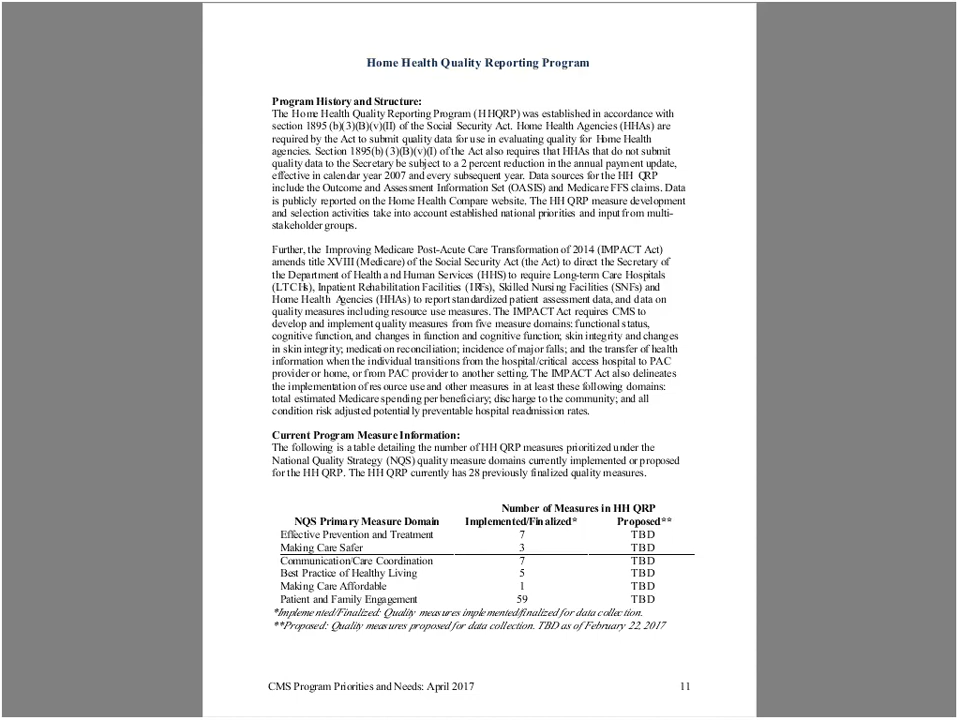 Home Health Quality Reporting Program
Program History and Structure:
The Home Health Quality Reporting Program (HHQRP) was established in accordance with
section 1895 (b)(3)(B)(v)(II) of the Social Security Act. Home Health Agencies (HHAs) are
required by the Act to submit quality data for use in evaluating quality for Home Health
agencies. Section 1895(b) (3)(B)(v)(I) of the Act also requires that HHAs that do not submit
quality data to the Secretary be subject to a 2 percent reduction in the annual payment update,
effective in calendar year 2007 and every subsequent year. Data sources for the HH QRP
include the Outcome and Assessment Information Set (OASIS) and Medicare FFS claims. Data
is publicly reported on the Home Health Compare website. The HH QRP measure development
and selection activities take into account established national priorities and input from multi-
stakeholder groups.
Further, the Improving Medicare Post-Acute Care Transformation of 2014 (IMPACT Act)
amends title XVIII (Medicare) of the Social Security Act (the Act) to direct the Secretary of
the Department of Health and Human Services (HHS) to require Long-term Care Hospitals
(LTCHs), Inpatient Rehabilitation Facilities (IRFs), Skilled Nursing Facilities (SNFs) and
Home Health Agencies (HHAs) to report standardized patient assessment data, and data on
quality measures including resource use measures. The IMPACT Act requires CMS to
develop and implement quality measures from five measure domains: functional status,
cognitive function, and changes in function and cognitive function; skin integrity and changes
in skin integrity; medication reconciliation; incidence of major falls; and the transfer of health
information when the individual transitions from the hospital/critical access hospital to PAC
provider or home, or from PAC provider to another setting. The IMPACT Act also delineates
the implementation of resource use and other measures in at least these following domains:
total estimated Medicare spending per beneficiary; discharge to the community; and all
condition risk adjusted potentially preventable hospital readmission rates.
Current Program Measure Information:
The following is a table detailing the number of HH QRP measures prioritized under the
National Quality Strategy (NQS) quality measure domains currently implemented or proposed
for the HH QRP. The HH QRP currently has 28 previously finalized quality measures.
Number of Measures in HH QRP
NQS Primary Measure Domain Implemented/Finalized* Proposed**
Effective Prevention and Treatment 7 TBD
Making Care Safer 3 TBD
Communication/Care Coordination 7 TBD
Best Practice of Healthy Living 5 TBD
Making Care Affordable 1 TBD
Patient and Family Engagement 59 TBD
*Implemented/Finalized: Quality measures implemented/finalized for data collection.
**Proposed: Quality measures proposed for data collection. TBD as of February 22, 2017
CMS Program Priorities and Needs: April 2017 11